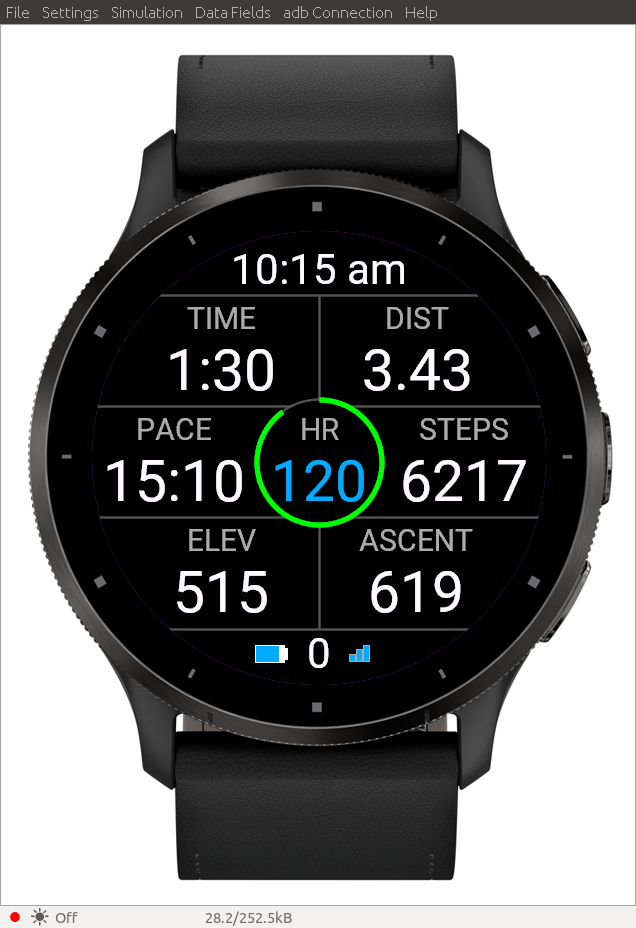 File Settings Simulation Data Fields adb Connection Help
10:15 am
TIME DIST
1:30 3.43
PACE HR STEPS
15:10 120 6217
ELEV ASCENT
515 619
0
Off 28.2/252.5kB